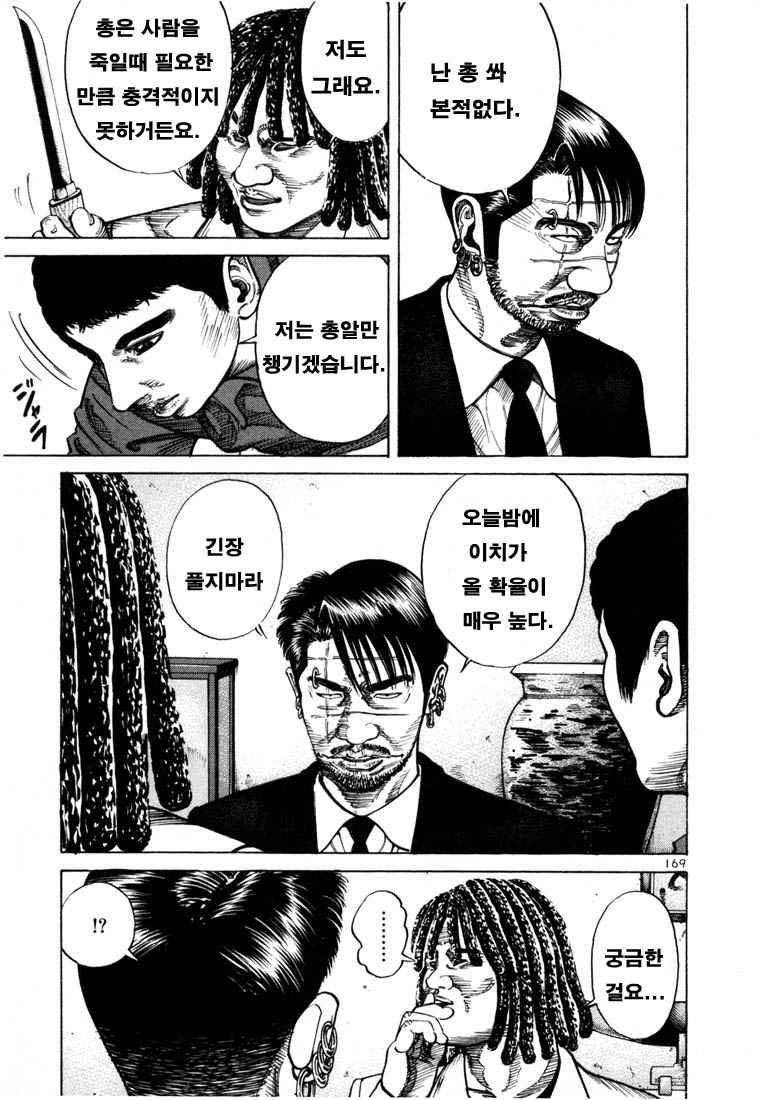 난 총 쏴
본적없다.
저도
그래요.
총은 사람을
죽일때 필요한
만큼 충격적이지
못하거든요.
저는 총알만
챙기겠습니다.
ジャラ
오늘밤에
이치가
올 확율이
매우 높다.
긴장
풀지마라
169
궁금한
걸요...
………
!?